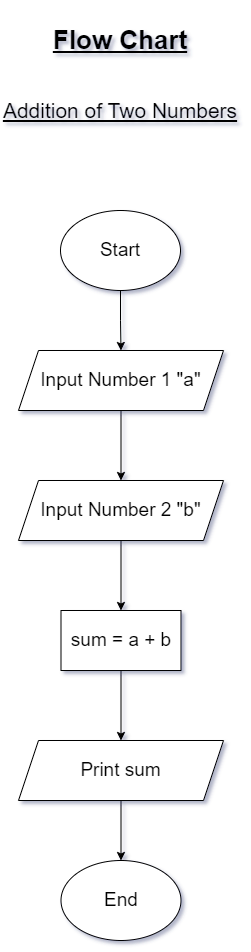 Flow Chart
Addition of Two Numbers
Start
Input Number 1 "a"
Input Number 2 "b"
sum = a + b
Print sum
End